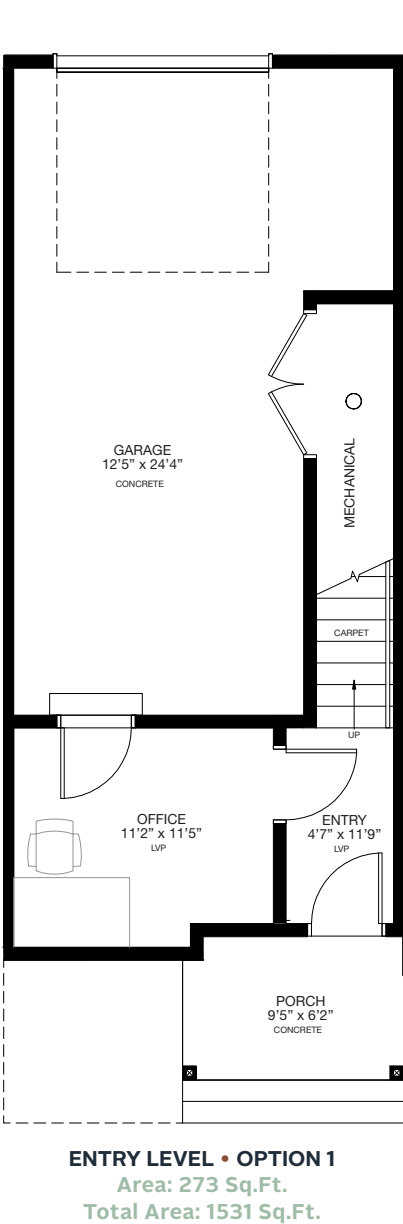 GARAGE
12'5" x 24'4"
CONCRETE
MECHANICAL
CARPET
UP
OFFICE
11'2" x 11'5"
LVP
ENTRY
4'7" x 11'9"
LVP
PORCH
9'5" x 6'2"
CONCRETE
ENTRY LEVEL • OPTION 1
Area: 273 Sq.Ft.
Total Area: 1531 Sq.Ft.